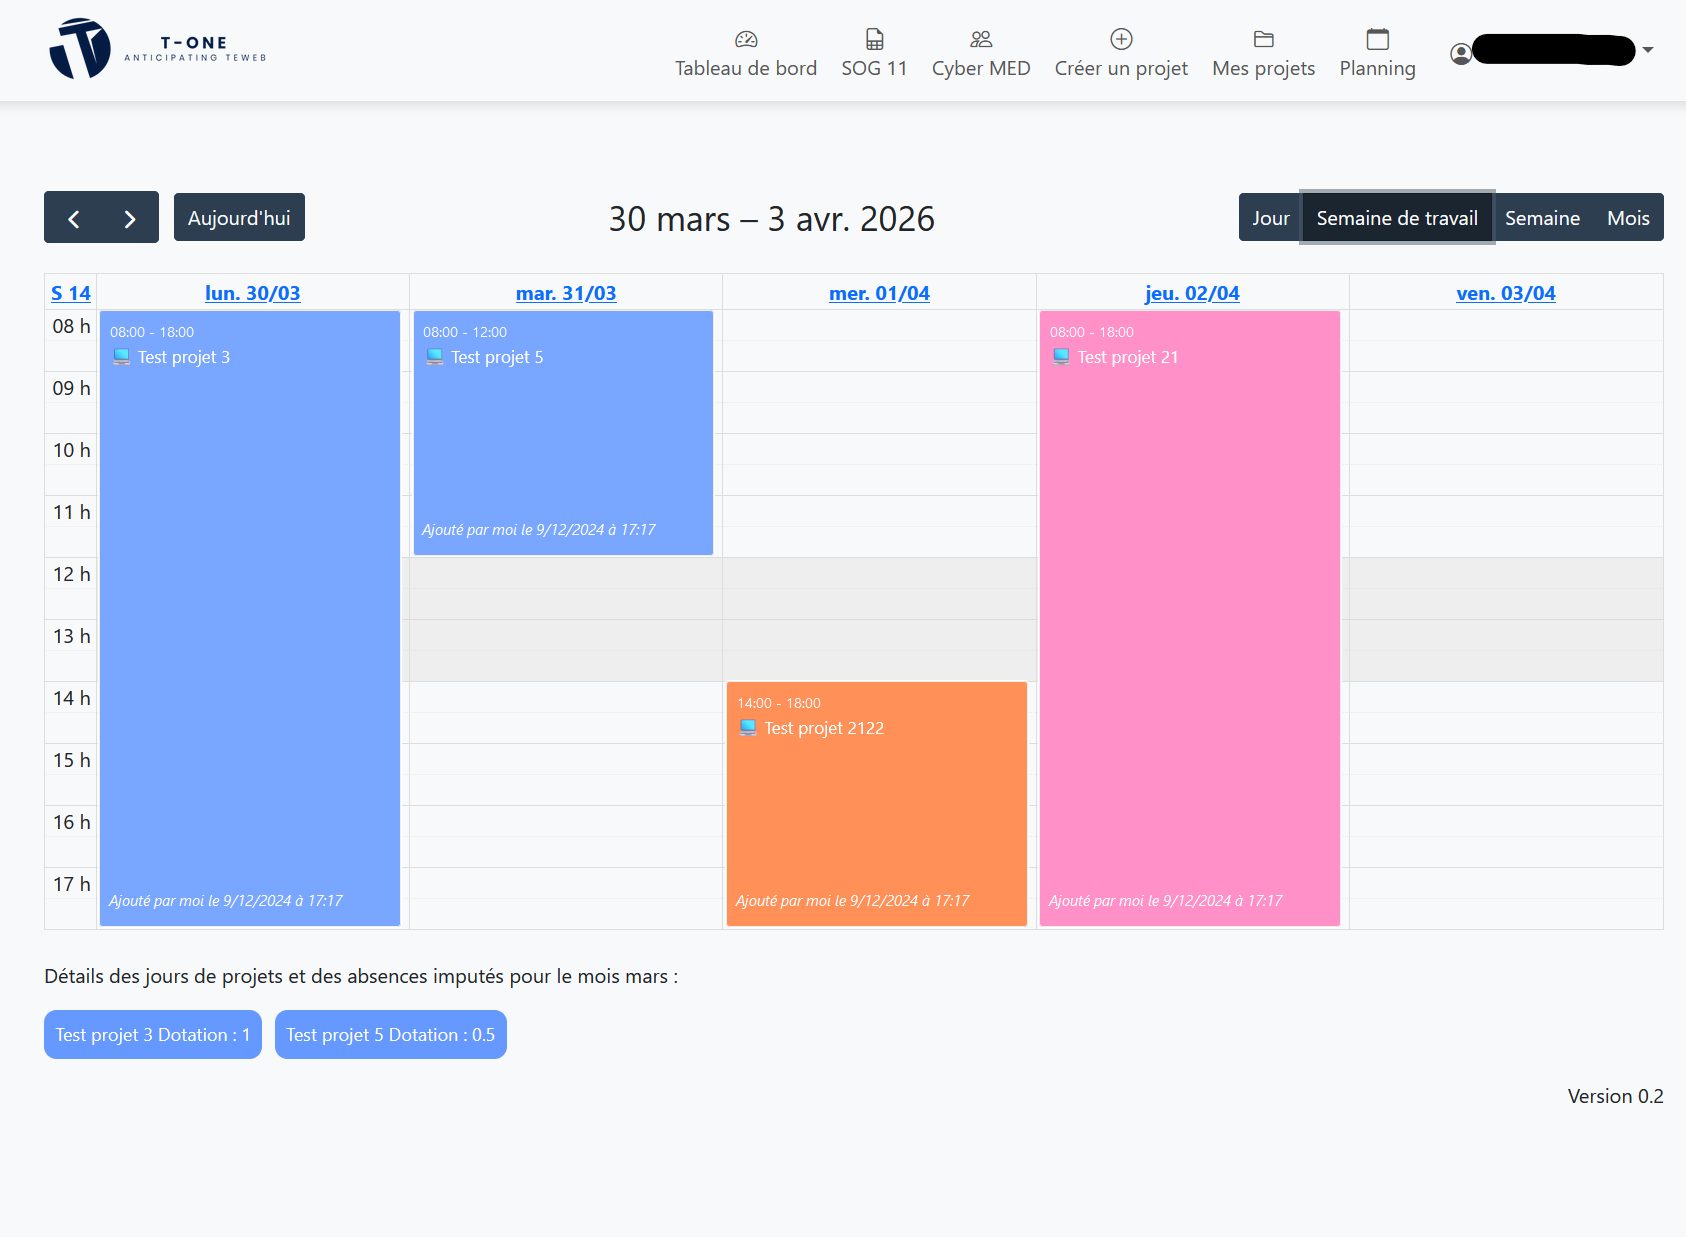 T-ONE
ANTICIPATING TEWEB
Tableau de bord
SOG 11
Cyber MED
Créer un projet
Mes projets
Planning
Aujourd'hui
30 mars – 3 avr. 2026
Jour
Semaine de travail
Semaine
Mois
S 14
lun. 30/03
mar. 31/03
mer. 01/04
jeu. 02/04
ven. 03/04
08 h
09 h
10 h
11 h
12 h
13 h
14 h
15 h
16 h
17 h
08:00 - 18:00
Test projet 3
Ajouté par moi le 9/12/2024 à 17:17
08:00 - 12:00
Test projet 5
Ajouté par moi le 9/12/2024 à 17:17
14:00 - 18:00
Test projet 2122
Ajouté par moi le 9/12/2024 à 17:17
08:00 - 18:00
Test projet 21
Ajouté par moi le 9/12/2024 à 17:17
Détails des jours de projets et des absences imputés pour le mois mars :
Test projet 3 Dotation : 1
Test projet 5 Dotation : 0.5
Version 0.2